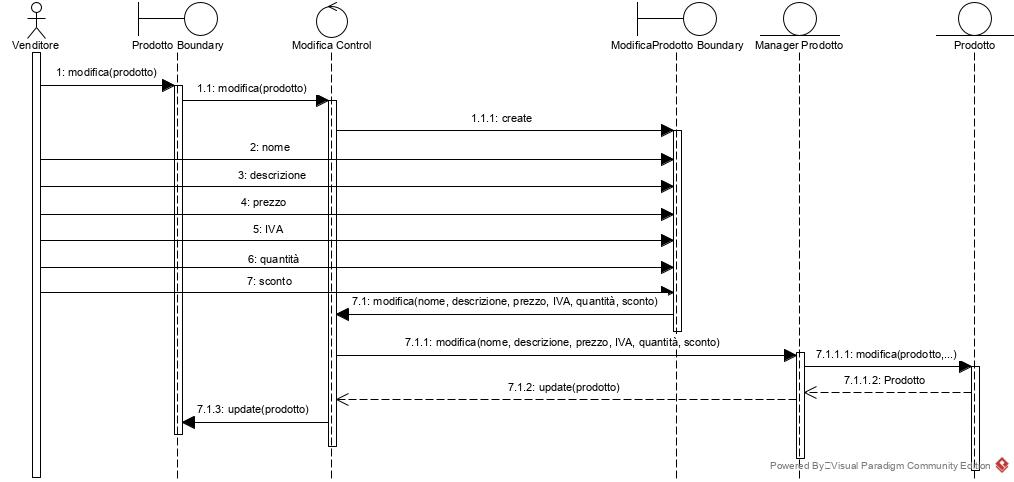 Venditore
Prodotto Boundary
Modifica Control
ModificaProdotto Boundary
Manager Prodotto
Prodotto
1: modifica(prodotto)
1.1: modifica(prodotto)
1.1.1: create
2: nome
3: descrizione
4: prezzo
5: IVA
6: quantità
7: sconto
7.1: modifica(nome, descrizione, prezzo, IVA, quantità, sconto)
7.1.1: modifica(nome, descrizione, prezzo, IVA, quantità, sconto)
7.1.1.1: modifica(prodotto,...)
7.1.1.2: Prodotto
7.1.2: update(prodotto)
7.1.3: update(prodotto)
Powered By Visual Paradigm Community Edition